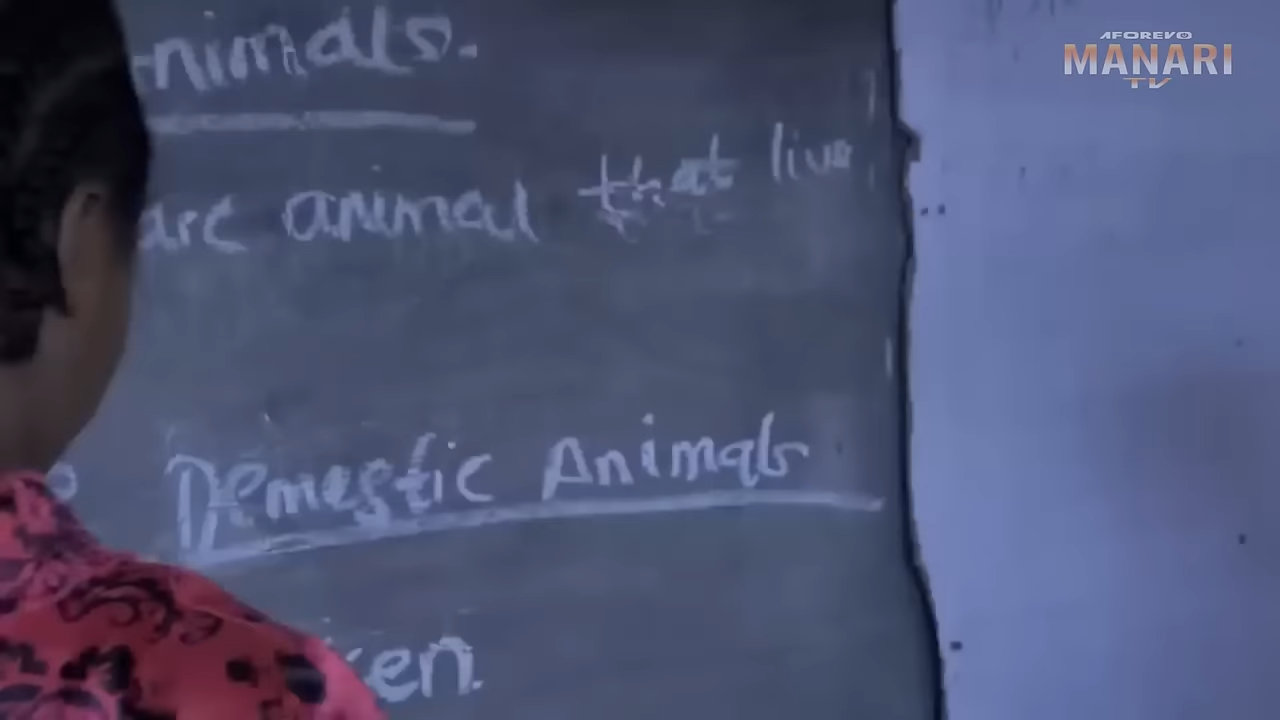 AFOREVO
MANARI
TV
nimals.
are animal that live
Demestic Animals
ken.